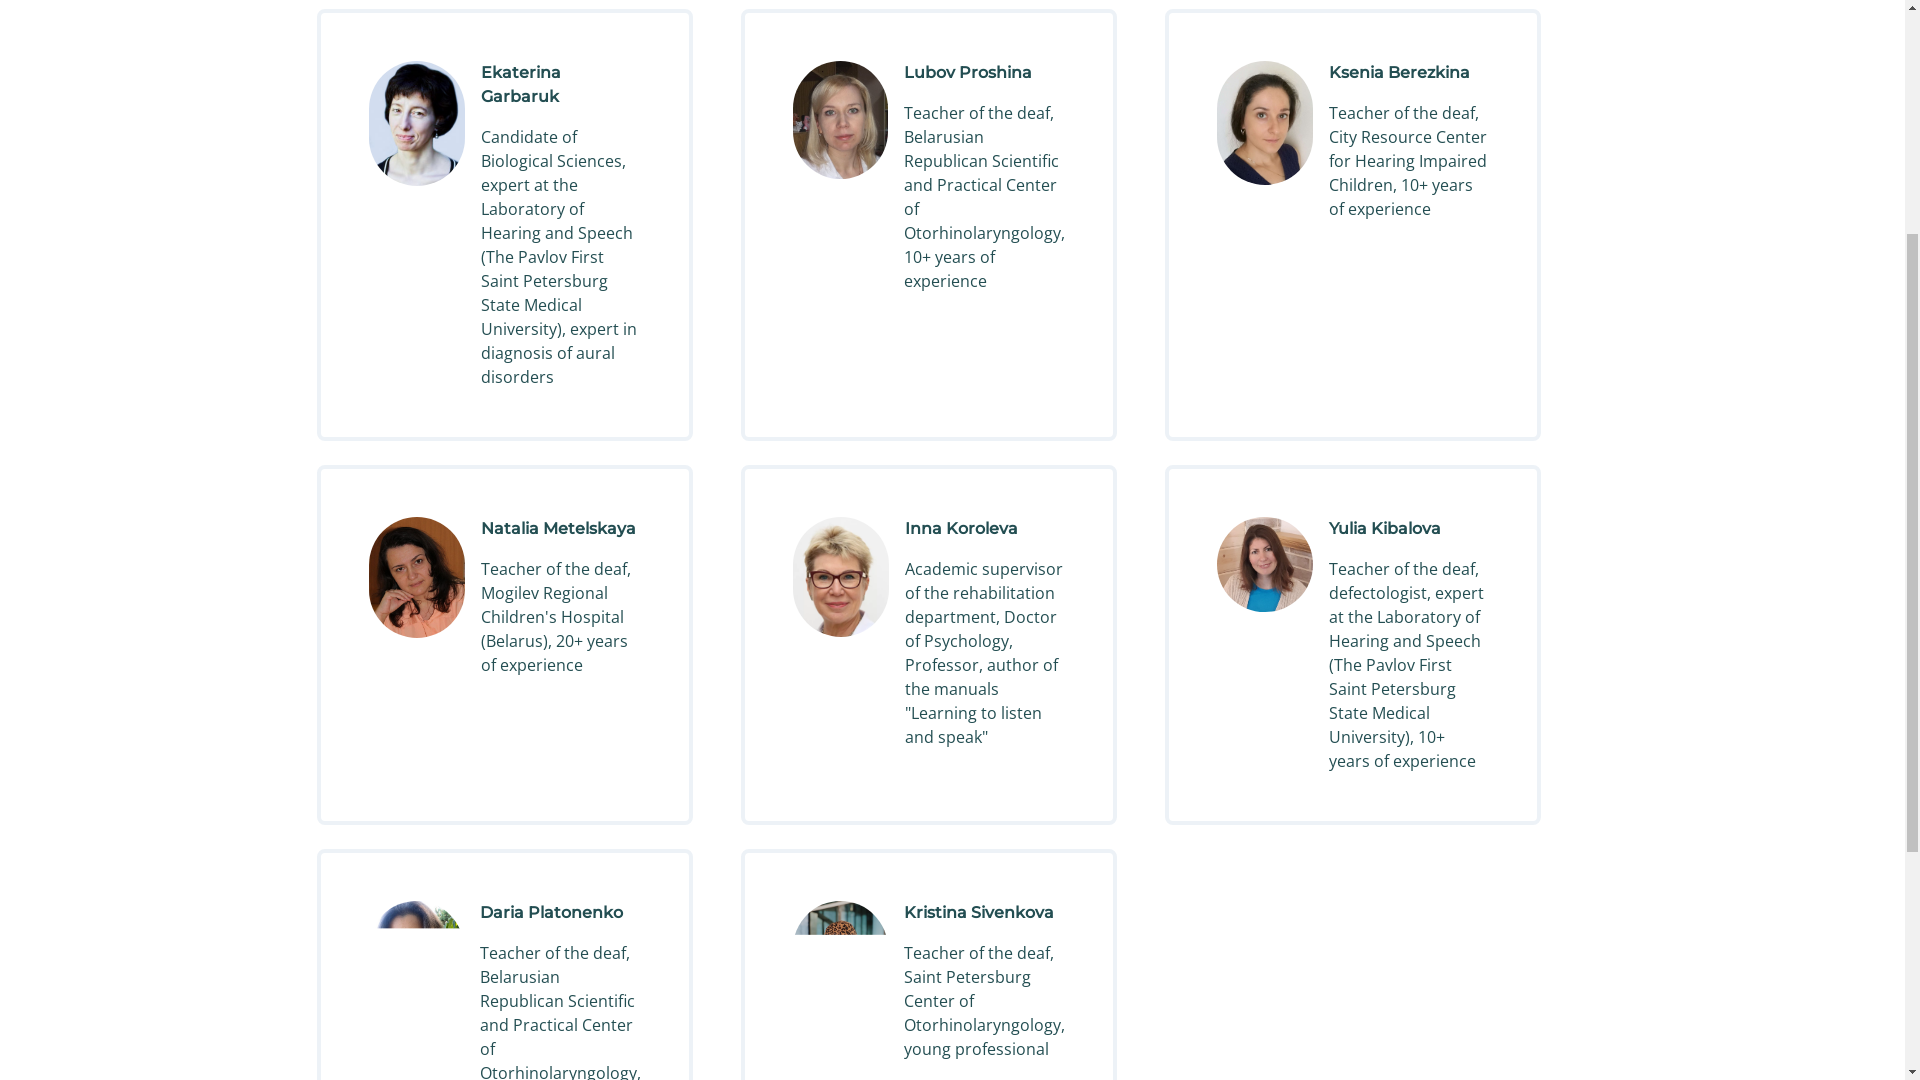 Ekaterina
Garbaruk
Candidate of
Biological Sciences,
expert at the
Laboratory of
Hearing and Speech
(The Pavlov First
Saint Petersburg
State Medical
University), expert in
diagnosis of aural
disorders
Lubov Proshina
Teacher of the deaf,
Belarusian
Republican Scientific
and Practical Center
of
Otorhinolaryngology,
10+ years of
experience
Ksenia Berezkina
Teacher of the deaf,
City Resource Center
for Hearing Impaired
Children, 10+ years
of experience
Natalia Metelskaya
Teacher of the deaf,
Mogilev Regional
Children's Hospital
(Belarus), 20+ years
of experience
Inna Koroleva
Academic supervisor
of the rehabilitation
department, Doctor
of Psychology,
Professor, author of
the manuals
"Learning to listen
and speak"
Yulia Kibalova
Teacher of the deaf,
defectologist, expert
at the Laboratory of
Hearing and Speech
(The Pavlov First
Saint Petersburg
State Medical
University), 10+
years of experience
Daria Platonenko
Teacher of the deaf,
Belarusian
Republican Scientific
and Practical Center
of
Otorhinolaryngology,
Kristina Sivenkova
Teacher of the deaf,
Saint Petersburg
Center of
Otorhinolaryngology,
young professional